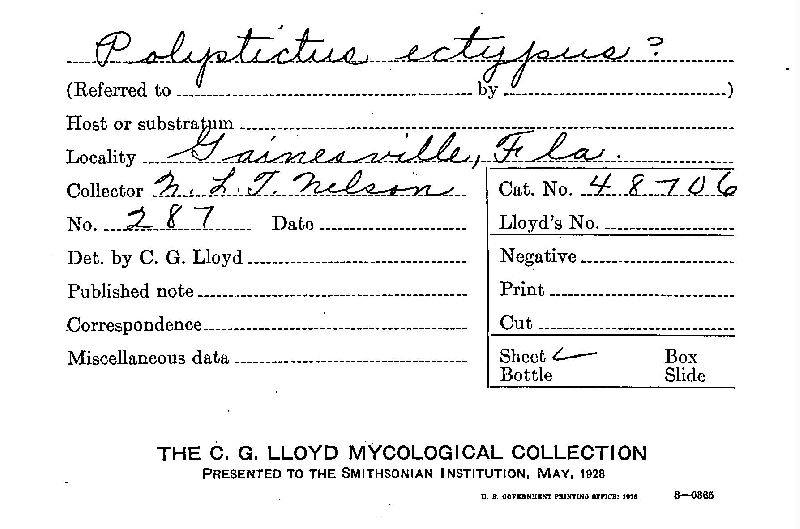 Polystictus ectypus?
(Referred to by )
Host or substratum
Locality Gainesville, Fla.
Collector N. L. T. Nelson
Cat. No. 48706
No. 287 Date
Lloyd's No.
Det. by C. G. Lloyd
Negative
Published note
Print
Correspondence
Cut
Miscellaneous data
Sheet Box
Bottle Slide
THE C. G. LLOYD MYCOLOGICAL COLLECTION
PRESENTED TO THE SMITHSONIAN INSTITUTION, MAY, 1928
U. S. GOVERNMENT PRINTING OFFICE: 1928 8—0865